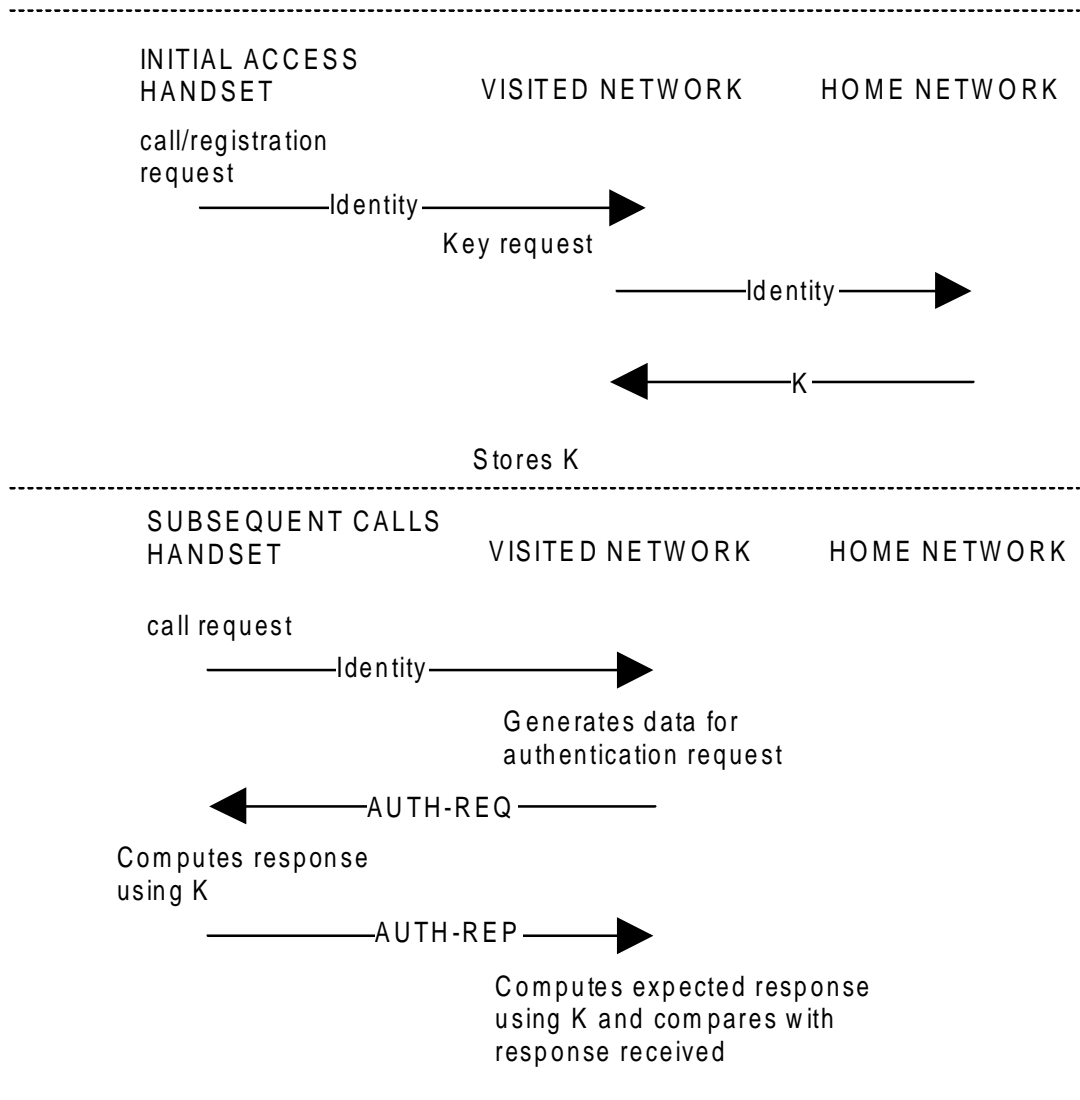 INITIAL ACCESS
HANDSET
VISITED NETWORK
HOME NETWORK
call/registration
request
Identity
Key request
Identity
K
Stores K
SUBSEQUENT CALLS
HANDSET
VISITED NETWORK
HOME NETWORK
call request
Identity
Generates data for
authentication request
AUTH-REQ
Computes response
using K
AUTH-REP
Computes expected response
using K and compares with
response received